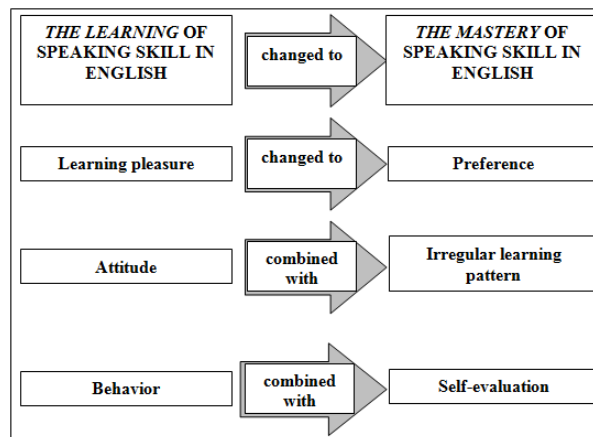 THE LEARNING OF
SPEAKING SKILL IN
ENGLISH
changed to
THE MASTERY OF
SPEAKING SKILL IN
ENGLISH
Learning pleasure
changed to
Preference
Attitude
combined
with
Irregular learning
pattern
Behavior
combined
with
Self-evaluation